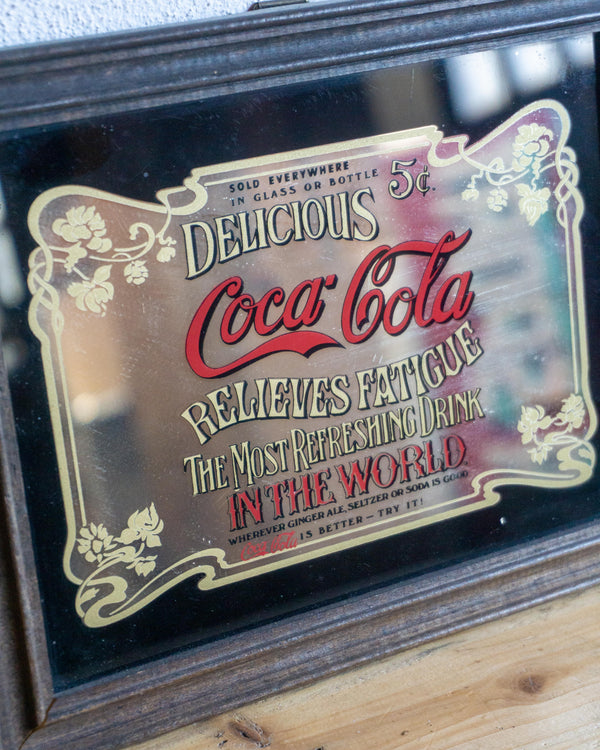 SOLD EVERYWHERE
IN GLASS OR BOTTLE 5¢.
DELICIOUS
Coca-Cola
RELIEVES FATIGUE
THE MOST REFRESHING DRINK
IN THE WORLD.
WHEREVER GINGER ALE, SELTZER OR SODA IS GOOD
Coca-Cola IS BETTER — TRY IT!